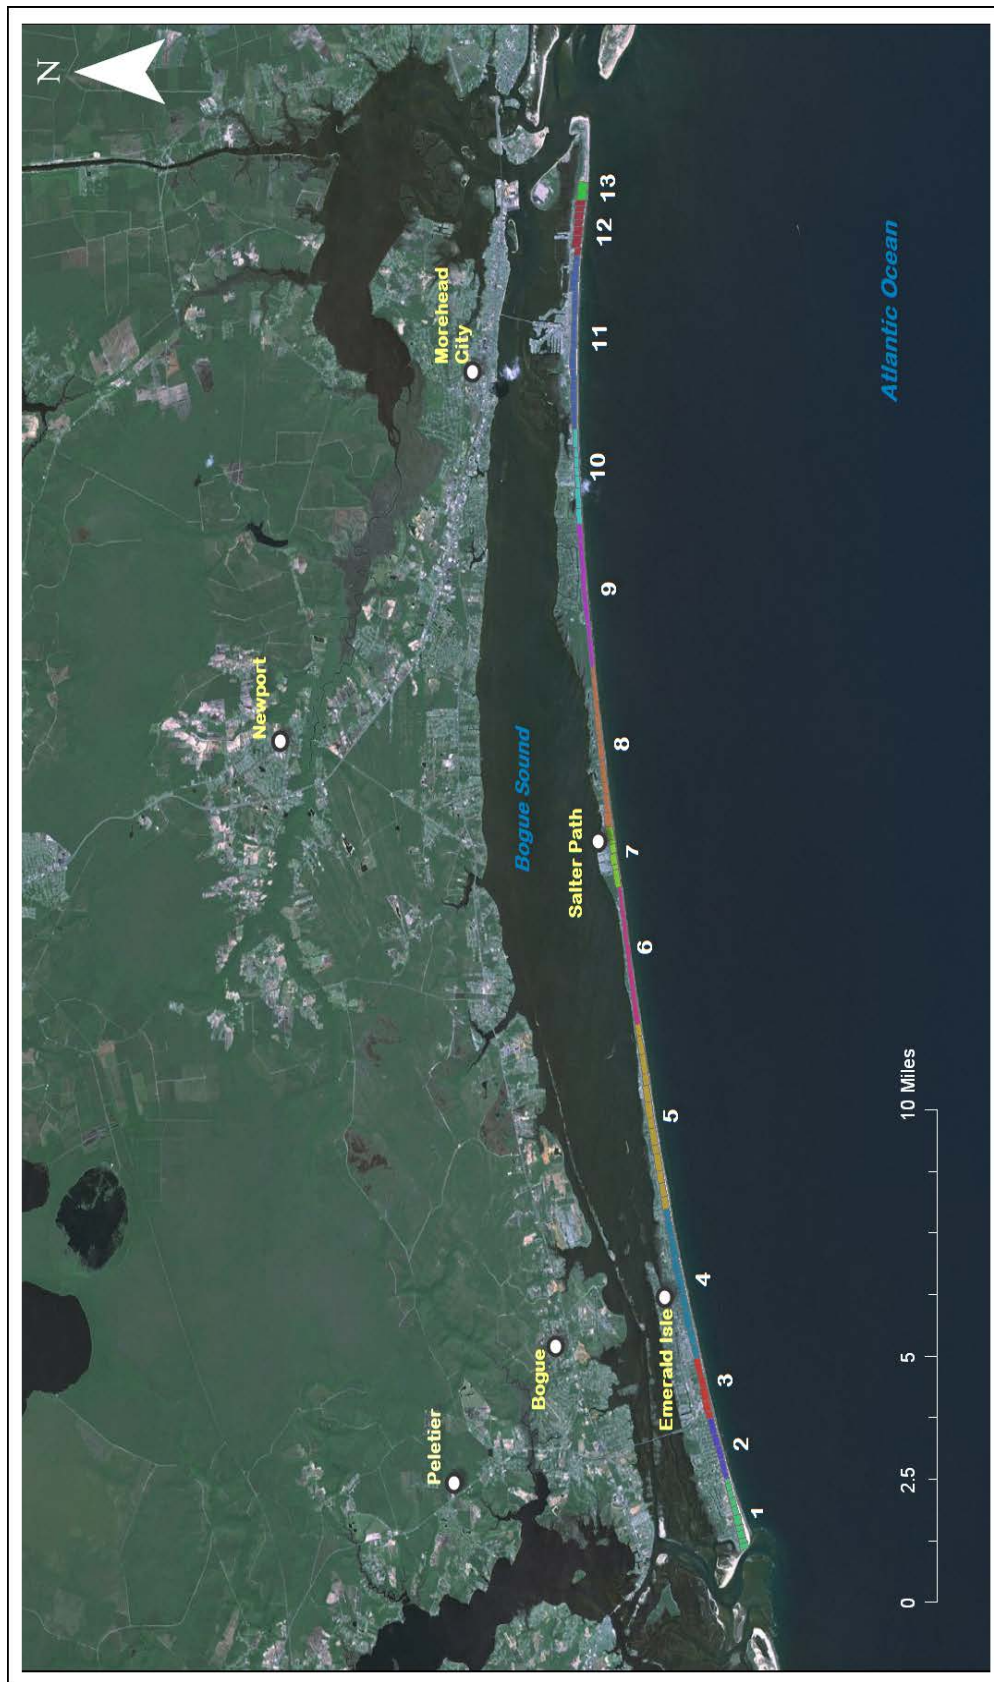 N
Morehead
City
Newport
Bogue Sound
Salter Path
Atlantic Ocean
Bogue
Peletier
Emerald Isle
1
2
3
4
5
6
7
8
9
10
11
12
13
0
2.5
5
10 Miles